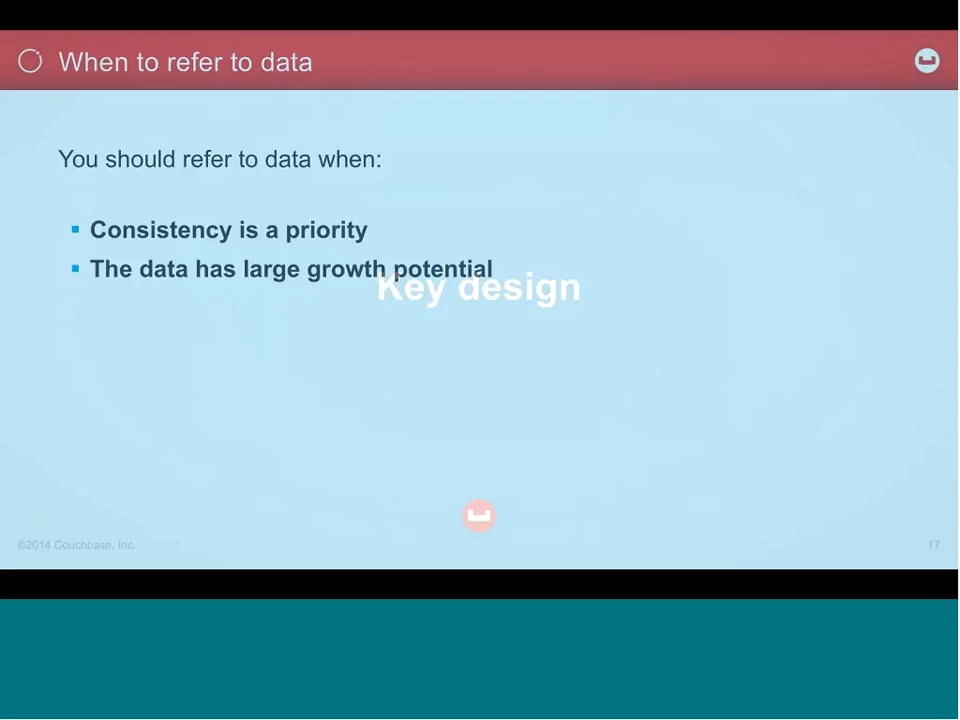 When to refer to data
You should refer to data when:
▪ Consistency is a priority
▪ The data has large growth potential
Key design
©2014 Couchbase, Inc.
17